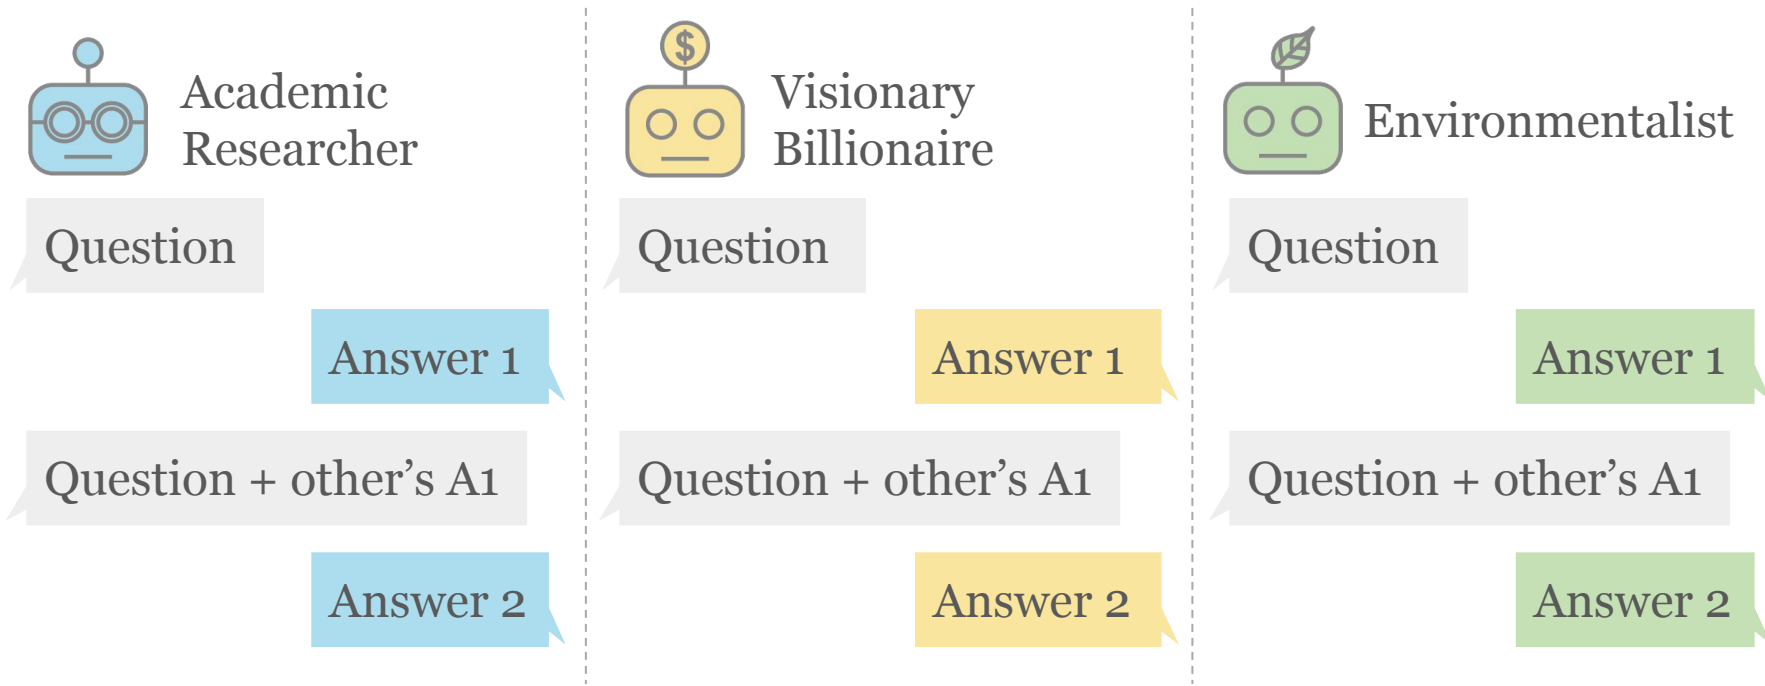 Academic
Researcher
Question
Answer 1
Question + other’s A1
Answer 2
$
Visionary
Billionaire
Question
Answer 1
Question + other’s A1
Answer 2
Environmentalist
Question
Answer 1
Question + other’s A1
Answer 2